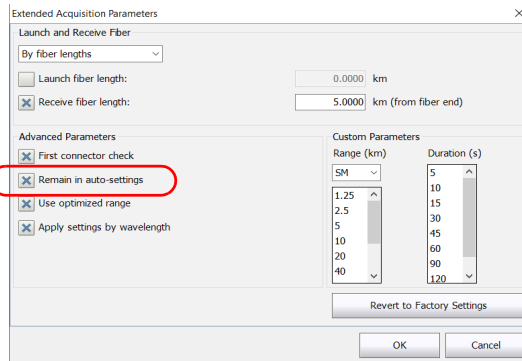 Extended Acquisition Parameters
Launch and Receive Fiber
By fiber lengths
Launch fiber length: 0.0000 km
Receive fiber length: 5.0000 km (from fiber end)
Advanced Parameters
First connector check
Remain in auto-settings
Use optimized range
Apply settings by wavelength
Custom Parameters
Range (km) Duration (s)
SM
1.25
2.5
5
10
20
40
5
10
15
30
45
60
90
120
Revert to Factory Settings
OK Cancel